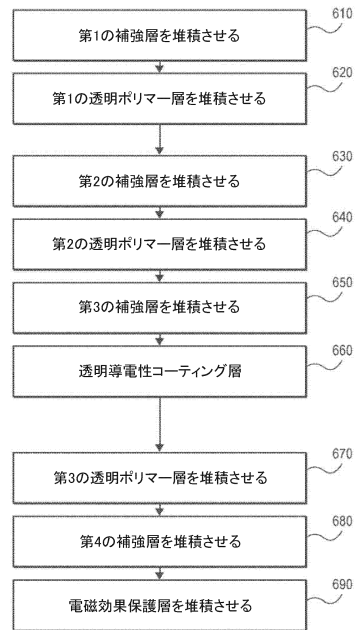 610
第1の補強層を堆積させる
620
第1の透明ポリマー層を堆積させる
630
第2の補強層を堆積させる
640
第2の透明ポリマー層を堆積させる
650
第3の補強層を堆積させる
660
透明導電性コーティング層
670
第3の透明ポリマー層を堆積させる
680
第4の補強層を堆積させる
690
電磁効果保護層を堆積させる